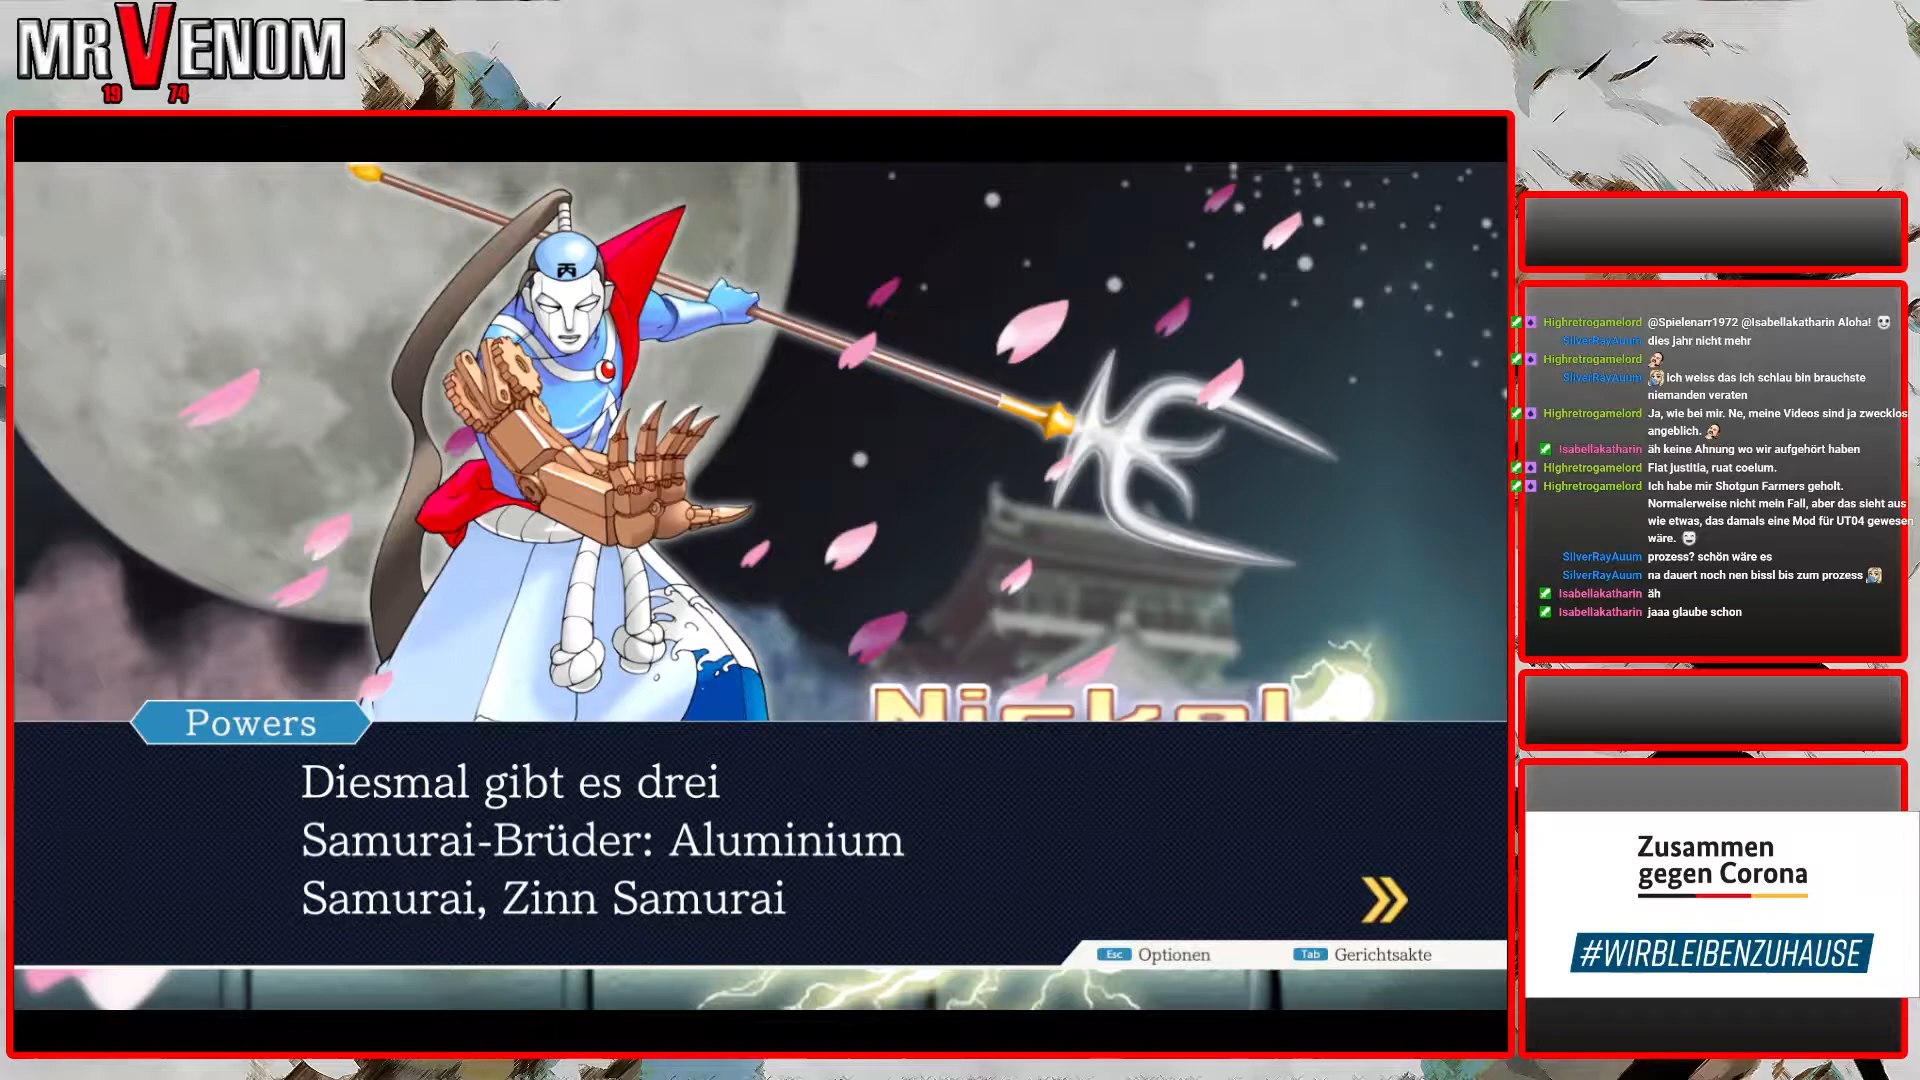 MRVENOM
19 74
丙
Nickel
Powers
Diesmal gibt es drei
Samurai-Brüder: Aluminium
Samurai, Zinn Samurai
Esc Optionen
Tab Gerichtsakte
Highretrogamelord @Spielenarr1972 @Isabellakatharin Aloha!
SilverRayAuum dies jahr nicht mehr
Highretrogamelord
SilverRayAuum ich weiss das ich schlau bin brauchste
niemanden veraten
Highretrogamelord Ja, wie bei mir. Ne, meine Videos sind ja zwecklos
angeblich.
Isabellakatharin äh keine Ahnung wo wir aufgehört haben
Highretrogamelord Fiat justitia, ruat coelum.
Highretrogamelord Ich habe mir Shotgun Farmers geholt.
Normalerweise nicht mein Fall, aber das sieht aus
wie etwas, das damals eine Mod für UT04 gewesen
wäre.
SilverRayAuum prozess? schön wäre es
SilverRayAuum na dauert noch nen bissl bis zum prozess
Isabellakatharin äh
Isabellakatharin jaaa glaube schon
Zusammen
gegen Corona
#WIRBLEIBENZUHAUSE